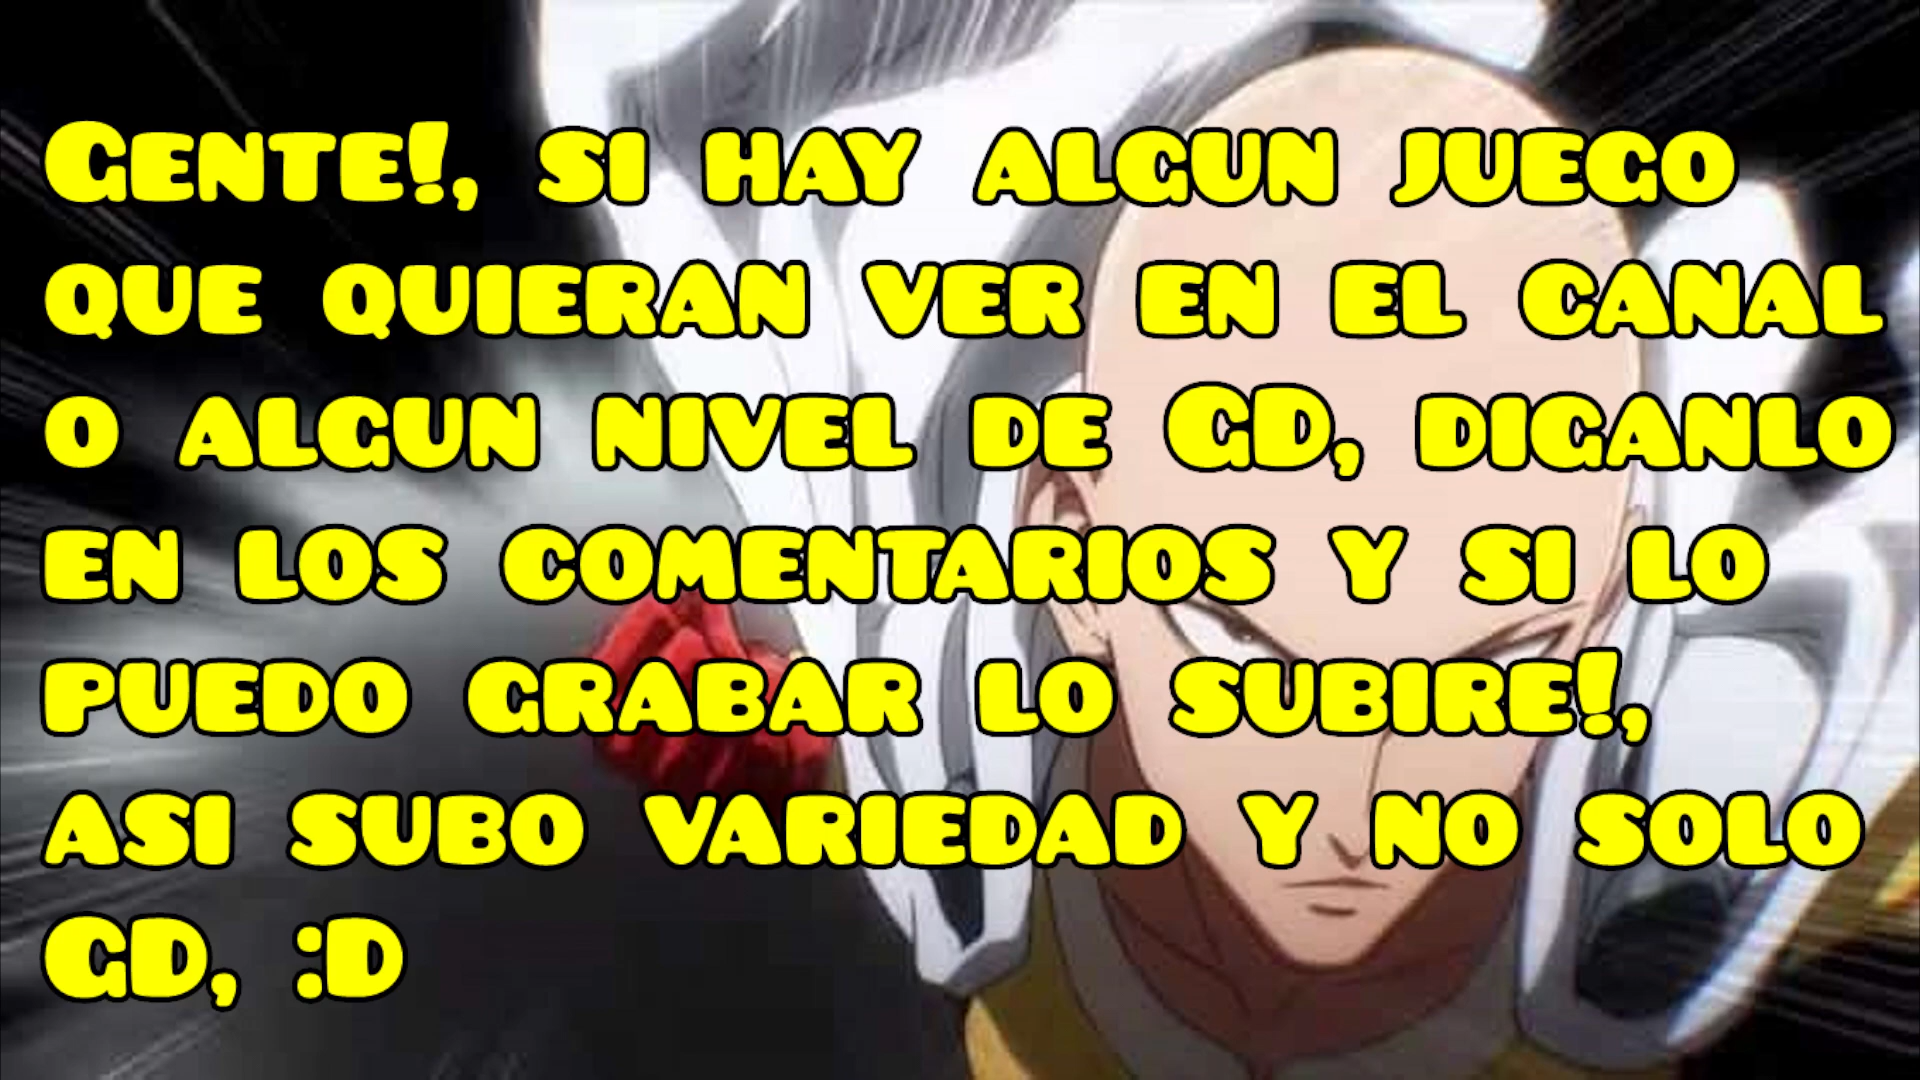 Gente!, si hay algun juego
que quieran ver en el canal
o algun nivel de GD, diganlo
en los comentarios y si lo
puedo grabar lo subire!,
asi subo variedad y no solo
GD, :D